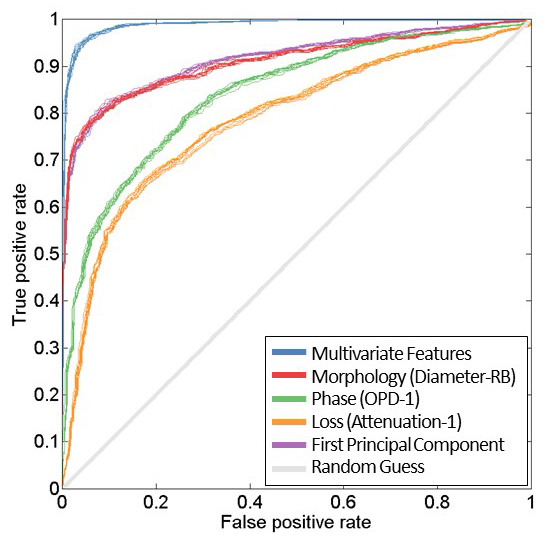 1
0.9
0.8
0.7
0.6
0.5
0.4
0.3
0.2
0.1
0
True positive rate
Multivariate Features
Morphology (Diameter-RB)
Phase (OPD-1)
Loss (Attenuation-1)
First Principal Component
Random Guess
0 0.2 0.4 0.6 0.8 1
False positive rate